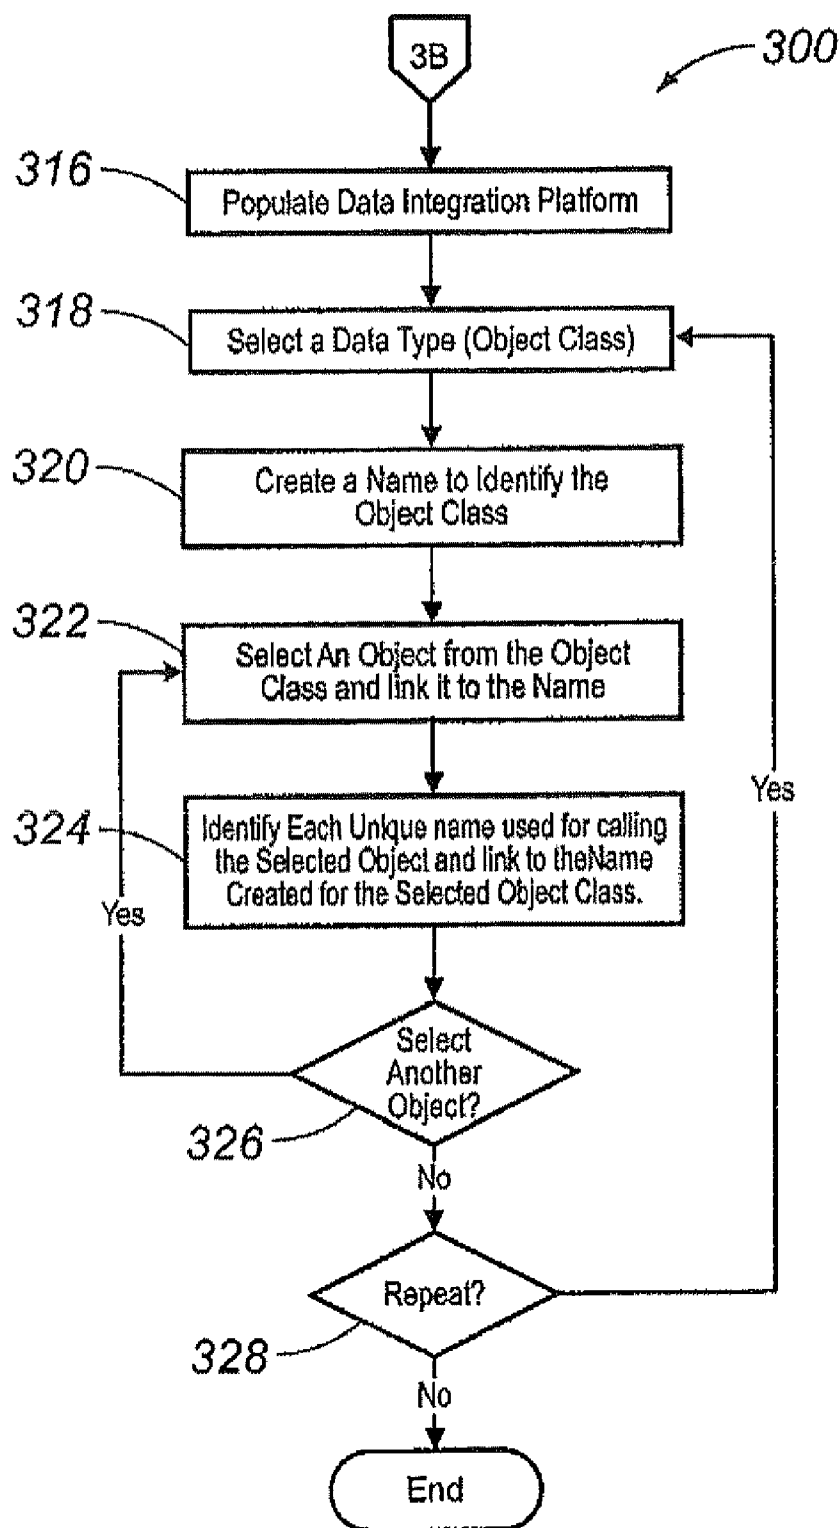 3B
300
316
Populate Data Integration Platform
318
Select a Data Type (Object Class)
320
Create a Name to Identify the
Object Class
322
Select An Object from the Object
Class and link it to the Name
324
Identify Each Unique name used for calling
the Selected Object and link to theName
Created for the Selected Object Class.
Yes
Yes
Select
Another
Object?
326
No
Repeat?
328
No
End